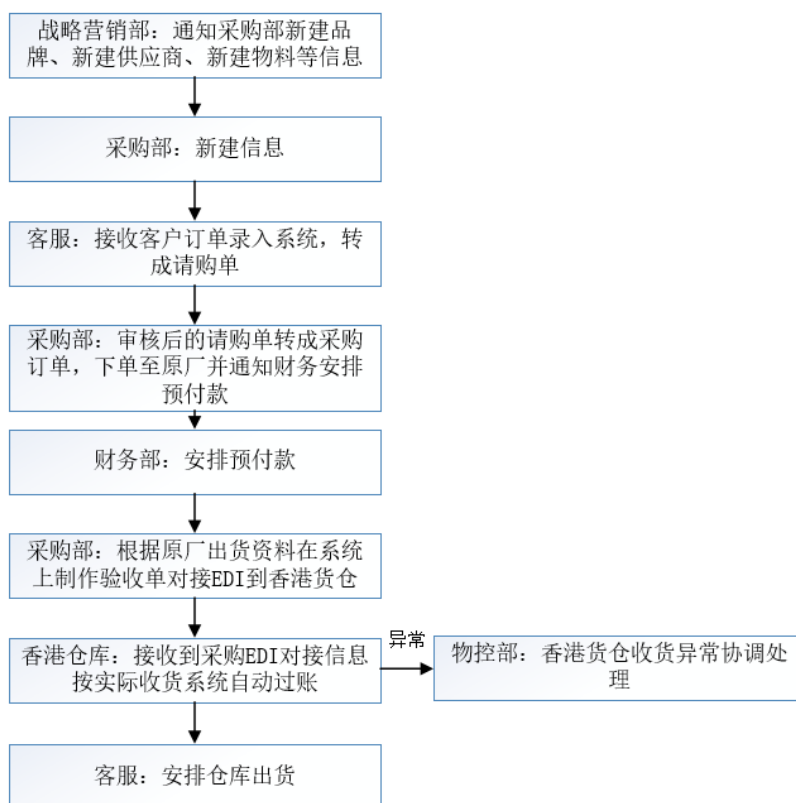 战略营销部：通知采购部新建品
牌、新建供应商、新建物料等信息
采购部：新建信息
客服：接收客户订单录入系统，转
成请购单
采购部：审核后的请购单转成采购
订单，下单至原厂并通知财务安排
预付款
财务部：安排预付款
采购部：根据原厂出货资料在系统
上制作验收单对接EDI到香港货仓
香港仓库：接收到采购EDI对接信息
按实际收货系统自动过账
异常
物控部：香港货仓收货异常协调处
理
客服：安排仓库出货